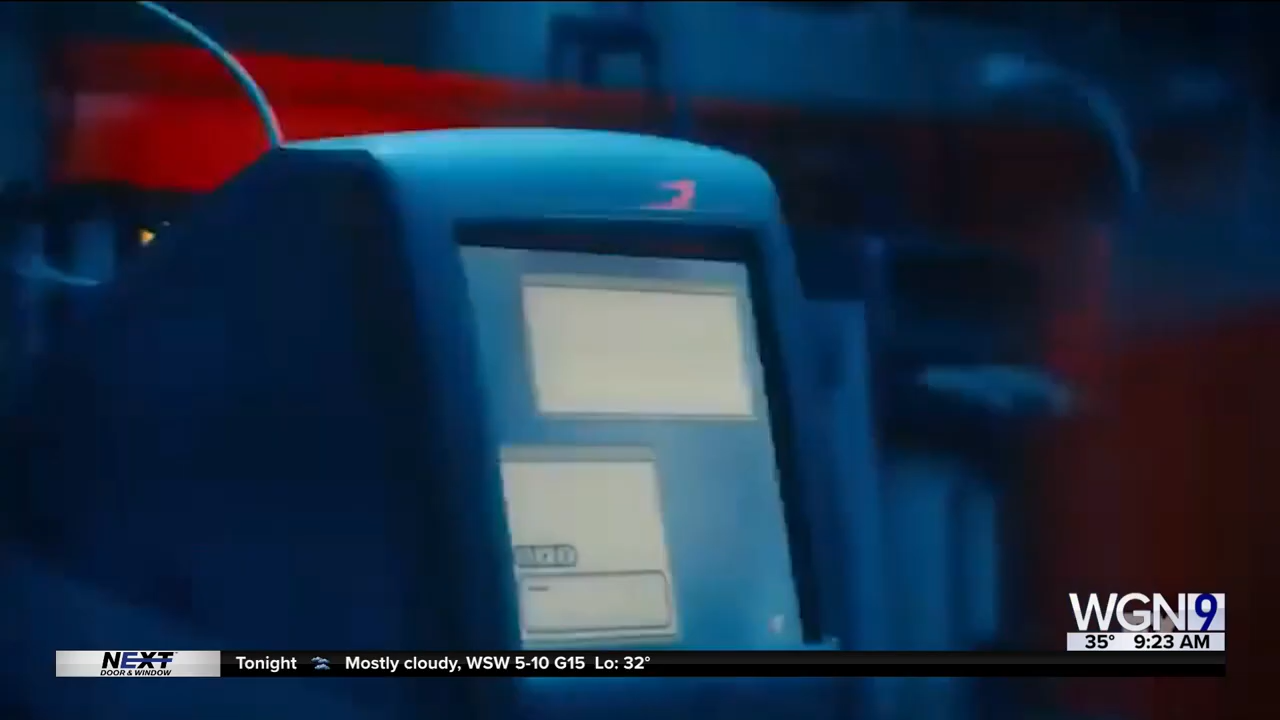 WGN9
35° 9:23 AM
NEXT
DOOR & WINDOW
Tonight Mostly cloudy, WSW 5-10 G15 Lo: 32°